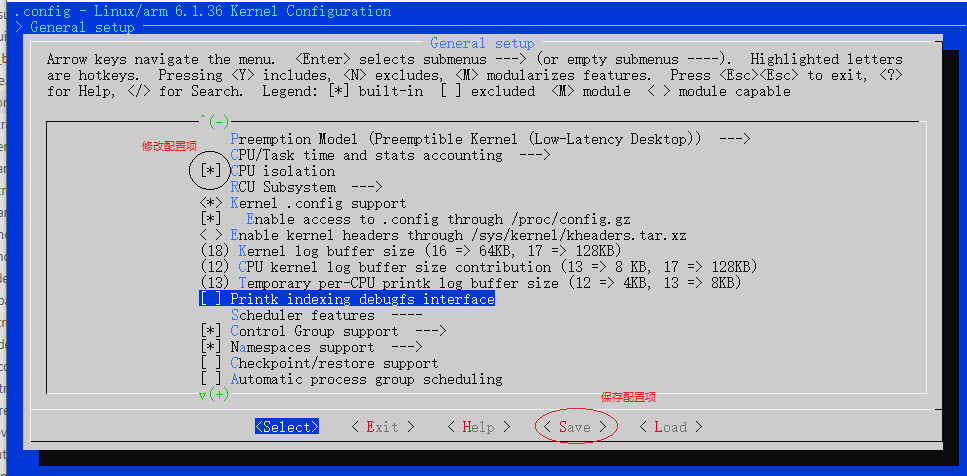 .config - Linux/arm 6.1.36 Kernel Configuration
> General setup
General setup
Arrow keys navigate the menu.  <Enter> selects submenus ---> (or empty submenus ----).  Highlighted letters
are hotkeys.  Pressing <Y> includes, <N> excludes, <M> modularizes features.  Press <Esc><Esc> to exit, <?>
for Help, </> for Search.  Legend: [*] built-in  [ ] excluded  <M> module  < > module capable
^(-)
Preemption Model (Preemptible Kernel (Low-Latency Desktop))  --->
修改配置项
CPU/Task time and stats accounting  --->
[*] CPU isolation
RCU Subsystem  --->
<*> Kernel .config support
[*]   Enable access to .config through /proc/config.gz
< > Enable kernel headers through /sys/kernel/kheaders.tar.xz
(18) Kernel log buffer size (16 => 64KB, 17 => 128KB)
(12) CPU kernel log buffer size contribution (13 => 8 KB, 17 => 128KB)
(13) Temporary per-CPU printk log buffer size (12 => 4KB, 13 => 8KB)
[ ] Printk indexing debugfs interface
Scheduler features  ----
[*] Control Group support  --->
[*] Namespaces support  --->
[ ] Checkpoint/restore support
[ ] Automatic process group scheduling
v(+)
保存配置项
<Select>    < Exit >    < Help >    < Save >    < Load >